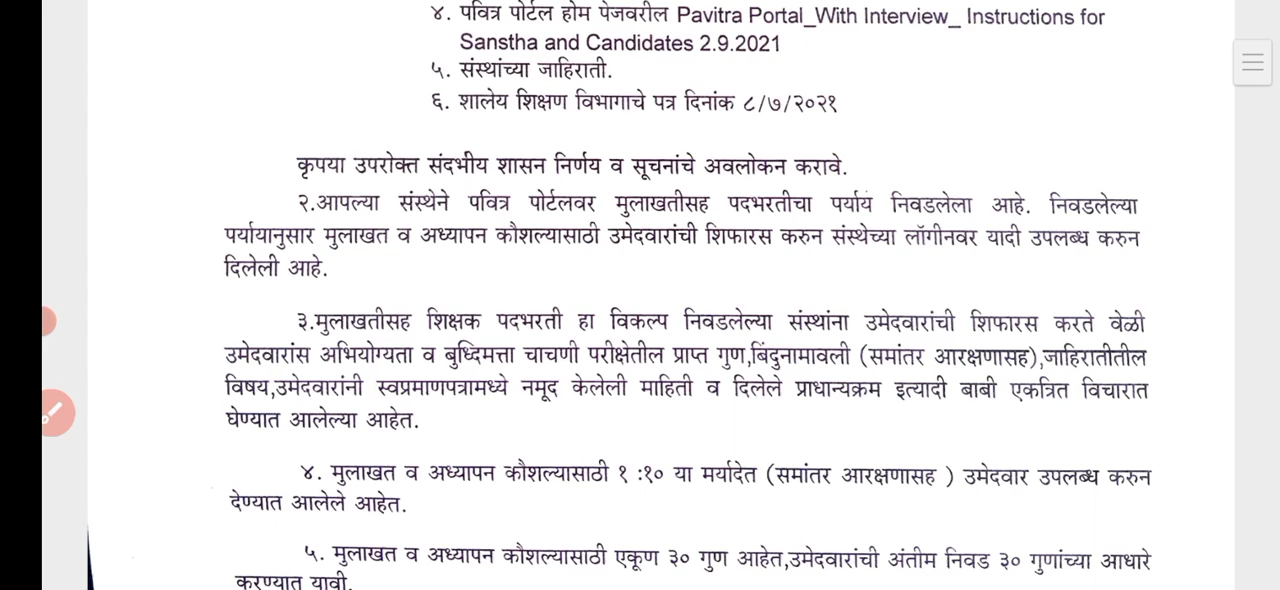 ४. पवित्र पोर्टल होम पेजवरील Pavitra Portal_With Interview_ Instructions for
Sanstha and Candidates 2.9.2021
५. संस्थांच्या जाहिराती.
६. शालेय शिक्षण विभागाचे पत्र दिनांक ८/७/२०२१
कृपया उपरोक्त संदर्भीय शासन निर्णय व सूचनांचे अवलोकन करावे.
२.आपल्या संस्थेने पवित्र पोर्टलवर मुलाखतीसह पदभरतीचा पर्याय निवडलेला आहे. निवडलेल्या
पर्यायानुसार मुलाखत व अध्यापन कौशल्यासाठी उमेदवारांची शिफारस करुन संस्थेच्या लॉगीनवर यादी उपलब्ध करुन
दिलेली आहे.
३.मुलाखतीसह शिक्षक पदभरती हा विकल्प निवडलेल्या संस्थांना उमेदवारांची शिफारस करते वेळी
उमेदवारांस अभियोग्यता व बुध्दिमत्ता चाचणी परीक्षेतील प्राप्त गुण,बिंदुनामावली (समांतर आरक्षणासह),जाहिरातीतील
विषय,उमेदवारांनी स्वप्रमाणपत्रामध्ये नमूद केलेली माहिती व दिलेले प्राधान्यक्रम इत्यादी बाबी एकत्रित विचारात
घेण्यात आलेल्या आहेत.
४. मुलाखत व अध्यापन कौशल्यासाठी १ :१० या मर्यादेत (समांतर आरक्षणासह ) उमेदवार उपलब्ध करुन
देण्यात आलेले आहेत.
५. मुलाखत व अध्यापन कौशल्यासाठी एकूण ३० गुण आहेत,उमेदवारांची अंतीम निवड ३० गुणांच्या आधारे
करण्यात यावी.